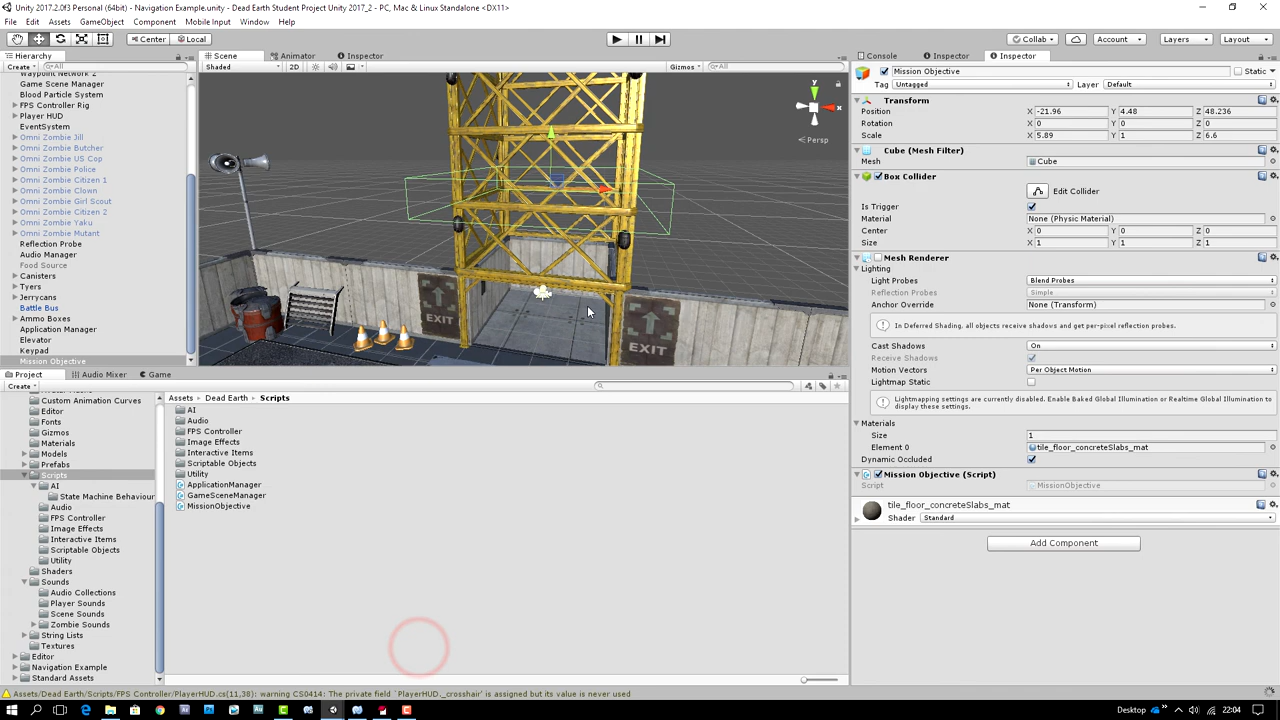 Unity 2017.2.0f3 Personal (64bit) - Navigation Example.unity - Dead Earth Student Project Unity 2017_2 - PC, Mac & Linux Standalone <DX11>
File Edit Assets GameObject Component Mobile Input Window Help
Center Local Collab Account Layers Layout
Hierarchy
Create All
Waypoint Network 2
Game Scene Manager
Blood Particle System
FPS Controller Rig
Player HUD
EventSystem
Omni Zombie Jill
Omni Zombie Butcher
Omni Zombie US Cop
Omni Zombie Police
Omni Zombie Citizen 1
Omni Zombie Clown
Omni Zombie Girl Scout
Omni Zombie Citizen 2
Omni Zombie Yaku
Omni Zombie Mutant
Reflection Probe
Audio Manager
Food Source
Canisters
Tyers
Jerrycans
Battle Bus
Ammo Boxes
Application Manager
Elevator
Keypad
Mission Objective
Scene Animator Inspector
Shaded 2D Gizmos All
y
x
Persp
EXIT
EXIT
Console Inspector Inspector
Mission Objective Static
Tag Untagged Layer Default
Transform
Position X -21.96 Y 4.48 Z 48.236
Rotation X 0 Y 0 Z 0
Scale X 5.89 Y 1 Z 6.6
Cube (Mesh Filter)
Mesh Cube
Box Collider
Edit Collider
Is Trigger
Material None (Physic Material)
Center X 0 Y 0 Z 0
Size X 1 Y 1 Z 1
Mesh Renderer
Lighting
Light Probes Blend Probes
Reflection Probes Simple
Anchor Override None (Transform)
In Deferred Shading, all objects receive shadows and get per-pixel reflection probes.
Cast Shadows On
Receive Shadows
Motion Vectors Per Object Motion
Lightmap Static
Lightmapping settings are currently disabled. Enable Baked Global Illumination or Realtime Global Illumination to
display these settings.
Materials
Size 1
Element 0 tile_floor_concreteSlabs_mat
Dynamic Occluded
Mission Objective (Script)
Script MissionObjective
tile_floor_concreteSlabs_mat
Shader Standard
Add Component
Project Audio Mixer Game
Create
Custom Animation Curves
Editor
Fonts
Gizmos
Materials
Models
Prefabs
Scripts
AI
State Machine Behaviour
Audio
FPS Controller
Image Effects
Interactive Items
Scriptable Objects
Utility
Shaders
Sounds
Audio Collections
Player Sounds
Scene Sounds
Zombie Sounds
String Lists
Textures
Editor
Navigation Example
Standard Assets
Assets Dead Earth Scripts
AI
Audio
FPS Controller
Image Effects
Interactive Items
Scriptable Objects
Utility
ApplicationManager
GameSceneManager
MissionObjective
Assets/Dead Earth/Scripts/FPS Controller/PlayerHUD.cs(11,38): warning CS0414: The private field `PlayerHUD._crosshair' is assigned but its value is never used
Ps Au
Desktop 22:04